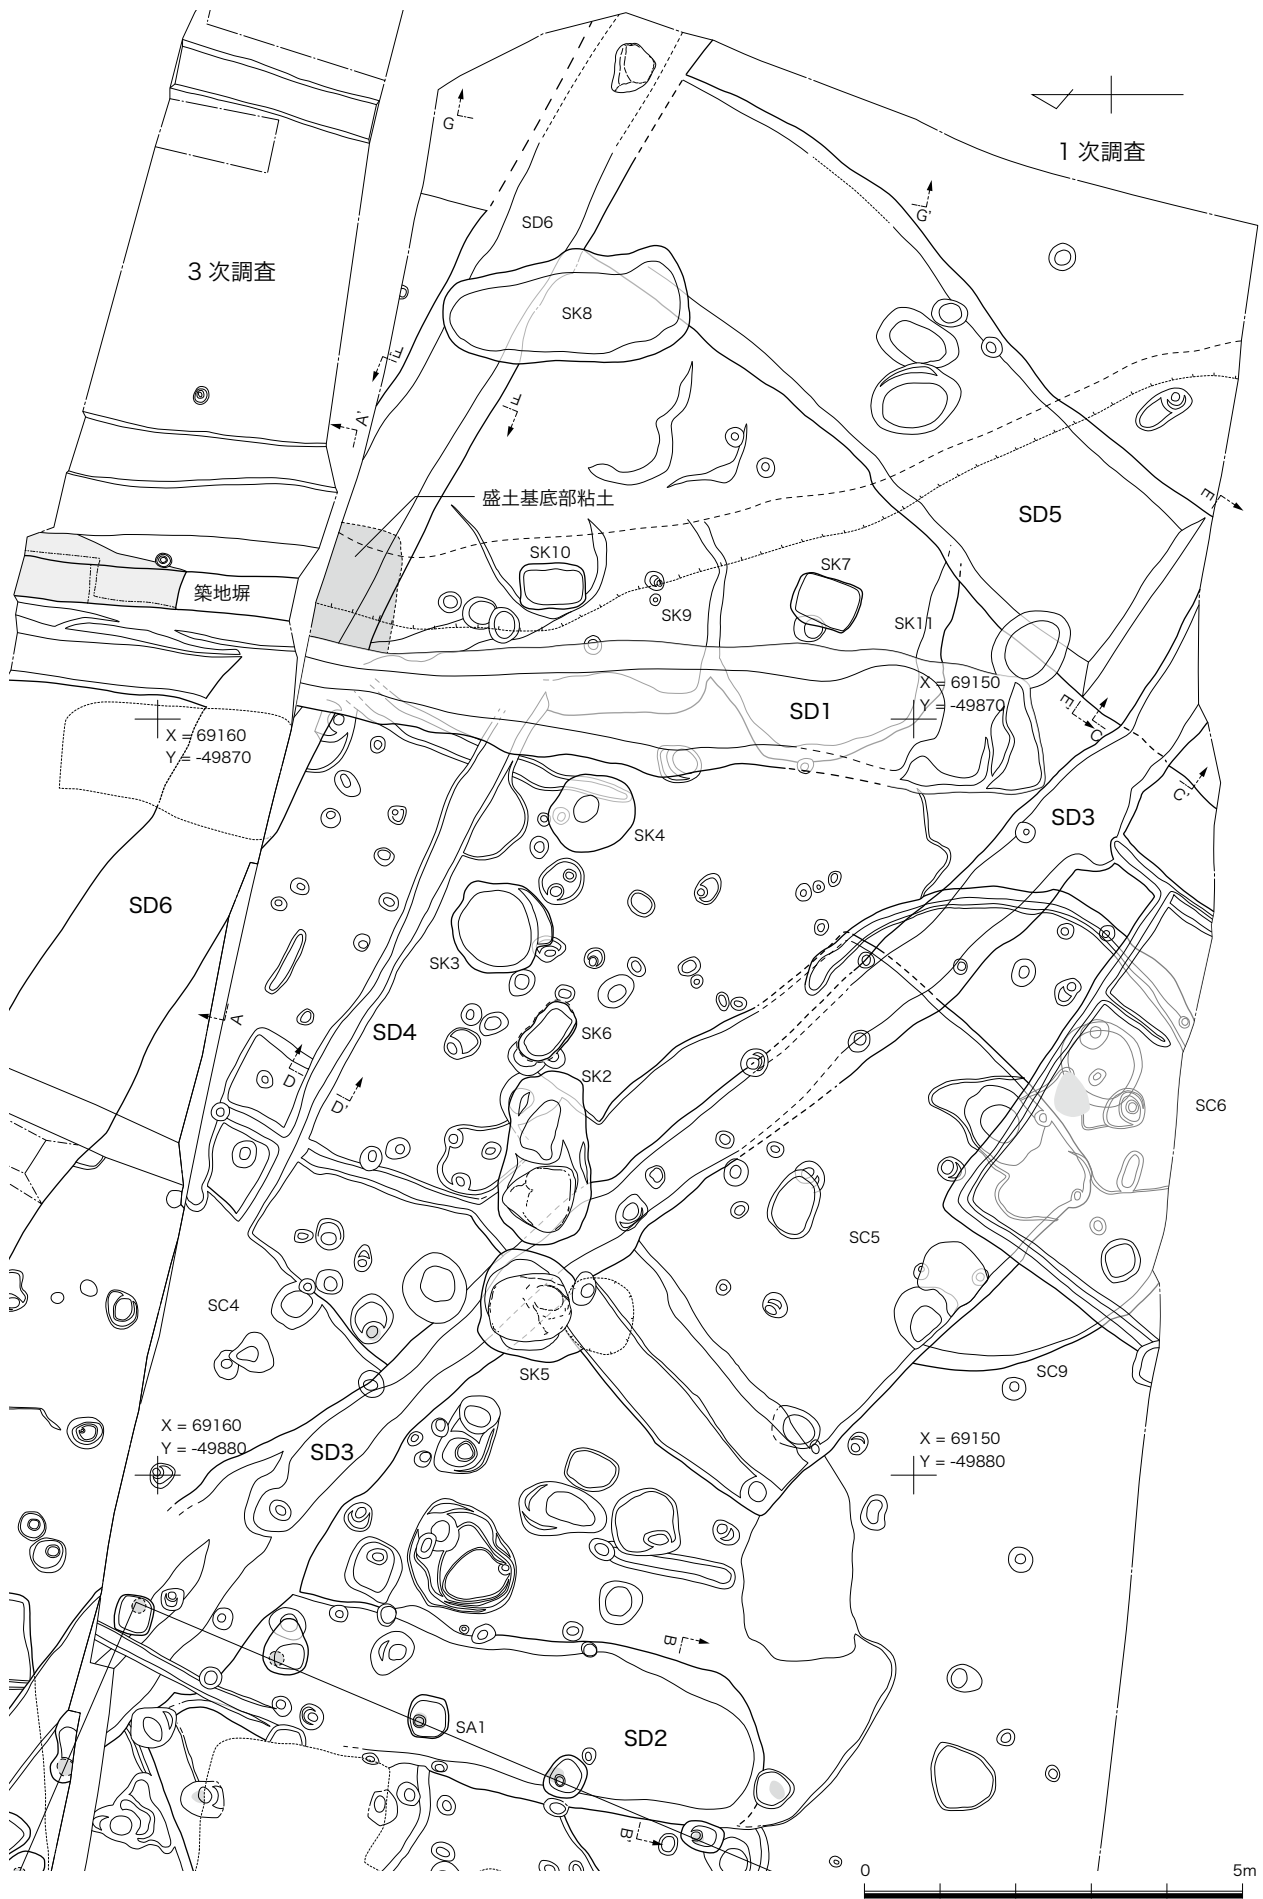 G
1 次調査
G'
SD6
3 次調査
SK8
F'
F
A'
E'
盛土基底部粘土
SD5
SK10
SK7
築地塀
SK9
SK11
X = 69150
Y = -49870
E
SD1
C
X = 69160
Y = -49870
C'
SD3
SK4
SD6
SK3
A
SD4
SK6
D
SK2
D'
SC6
SC5
SC4
SK5
SC9
X = 69160
Y = -49880
X = 69150
Y = -49880
SD3
B
SA1
SD2
B'
0
5m